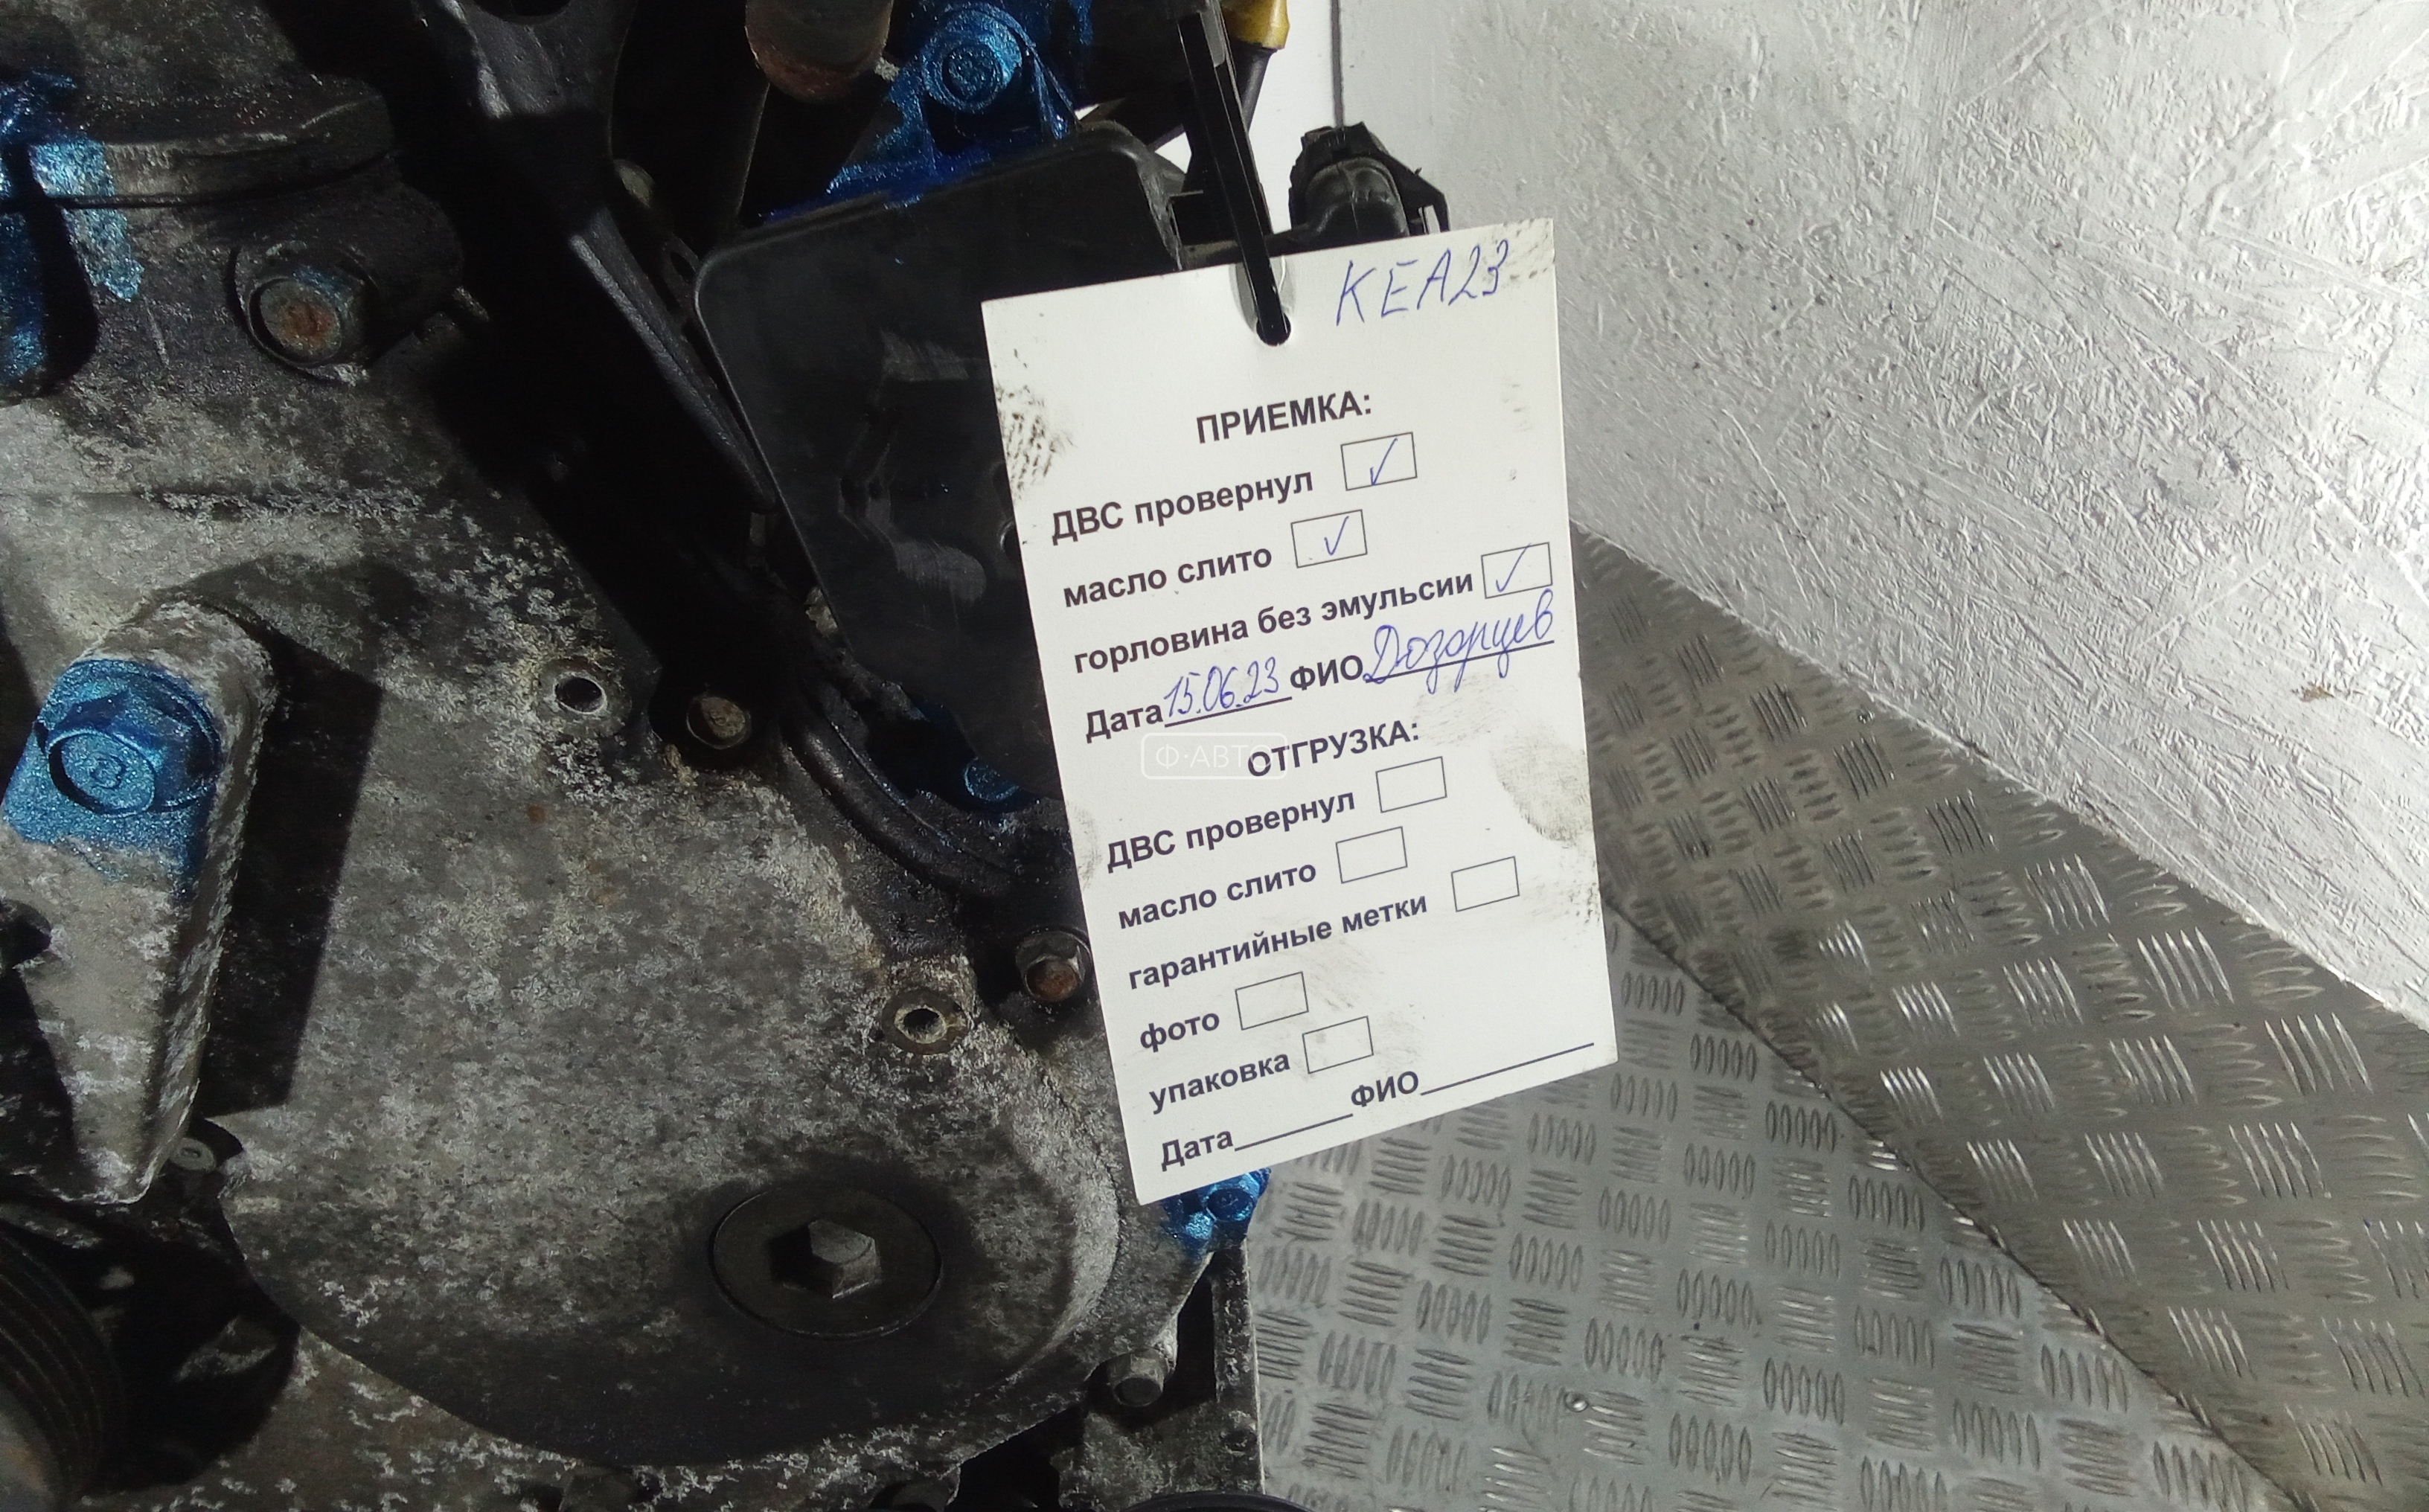 КЕА23
ПРИЕМКА:
ДВС провернул
масло слито
горловина без эмульсии
Дата 15.06.23 ФИО Дозорцев
Ф·АВТО
ОТГРУЗКА:
ДВС провернул
масло слито
гарантийные метки
фото
упаковка
Дата ФИО